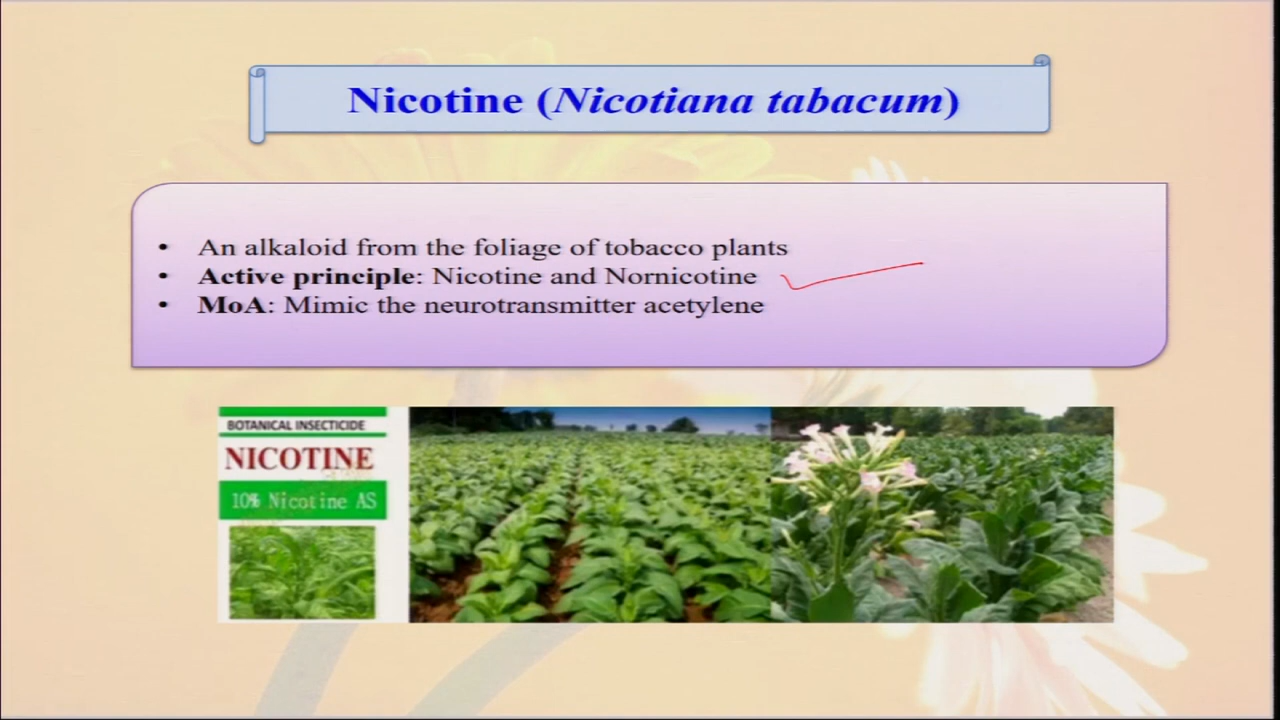 Nicotine (Nicotiana tabacum)
• An alkaloid from the foliage of tobacco plants
• Active principle: Nicotine and Nornicotine
• MoA: Mimic the neurotransmitter acetylene
BOTANICAL INSECTICIDE
NICOTINE
10% Nicotine AS